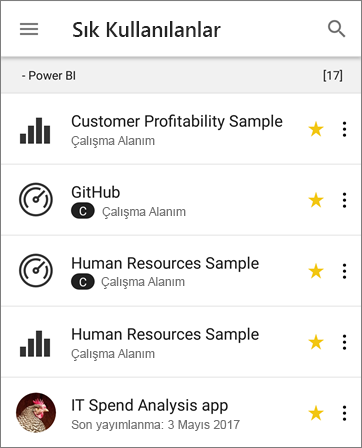 Sık Kullanılanlar
- Power BI [17]
Customer Profitability Sample
Çalışma Alanım
GitHub
C Çalışma Alanım
Human Resources Sample
C Çalışma Alanım
Human Resources Sample
Çalışma Alanım
IT Spend Analysis app
Son yayımlanma: 3 Mayıs 2017